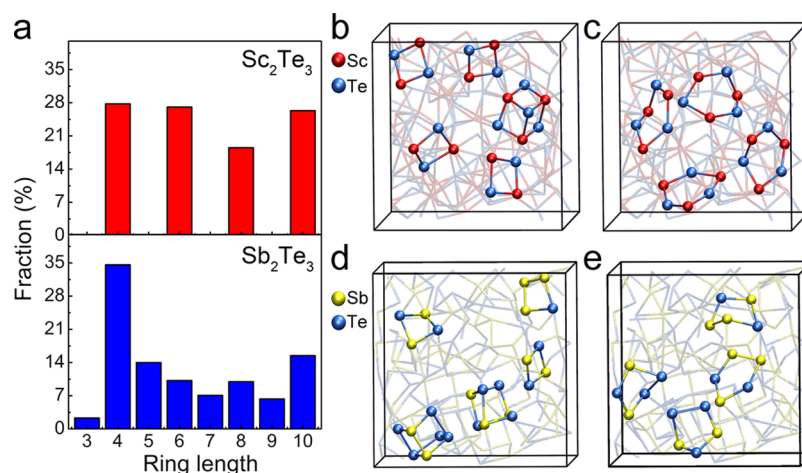 a
Sc₂Te₃
35
28
21
14
7
0
Fraction (%)
Sb₂Te₃
35
28
21
14
7
0
3 4 5 6 7 8 9 10
Ring length
b
Sc
Te
c
d
Sb
Te
e